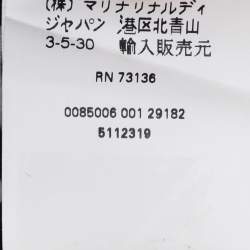 (株) マリナリナルディ
ジャパン 港区北青山
3-5-30 輸入販売元
RN 73136
0085006 001 29182
5112319